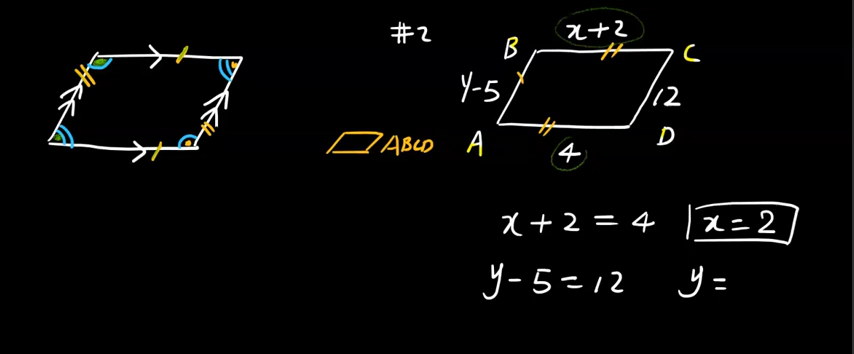 #2
B x+2 C
y-5 12
▱ABCD A 4 D
x+2=4 x=2
y-5=12 y=